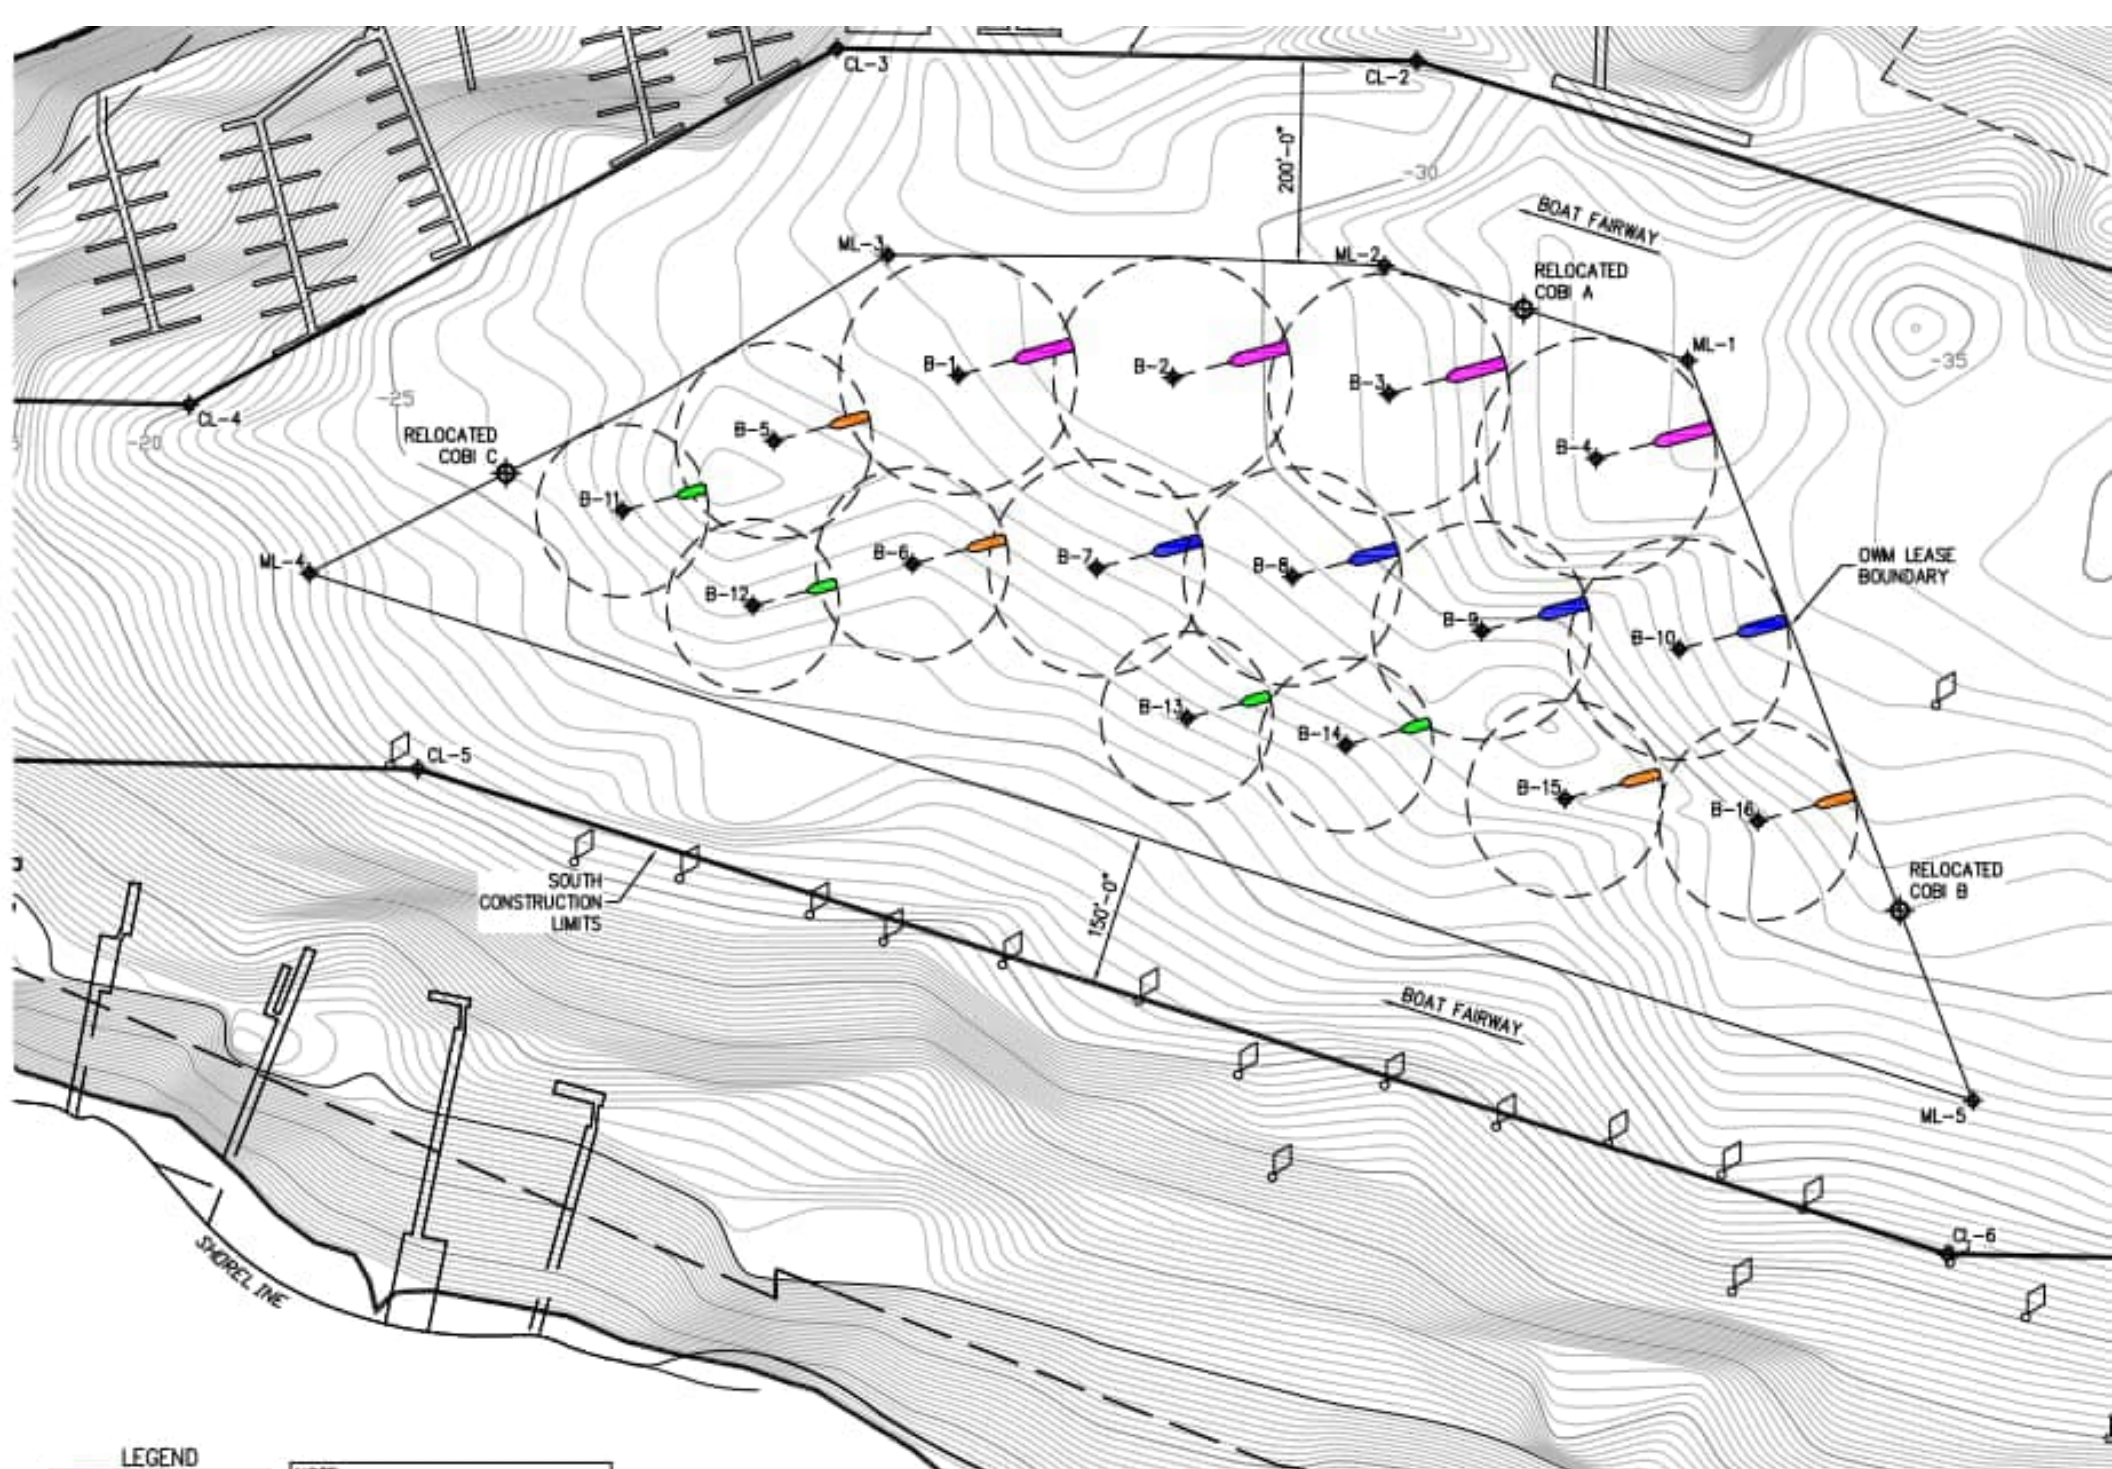 CL-3
CL-2
200'-0"
-30
BOAT FAIRWAY
ML-3
ML-2
RELOCATED
COBI A
ML-1
B-1
B-2
B-3
-35
-25
CL-4
-20
RELOCATED
COBI C
B-5
B-4
B-11
ML-4
B-6
B-7
B-8
OWM LEASE
BOUNDARY
B-12
B-9
B-10
B-13
B-14
CL-5
B-15
B-16
SOUTH
CONSTRUCTION
LIMITS
150'-0"
RELOCATED
COBI B
BOAT FAIRWAY
ML-5
CL-6
SHORELINE
LEGEND